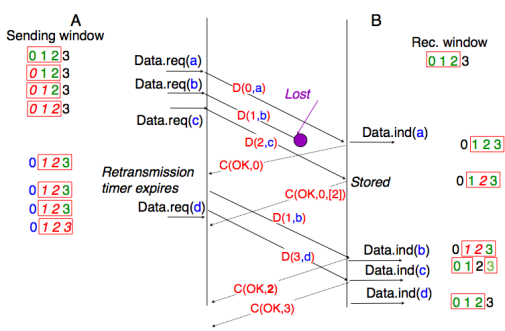 A
B
Sending window
Rec. window
0 1 2 3
0 1 2 3
0 1 2 3
0 1 2 3
0 1 2 3
Data.req(a)
Data.req(b)
Data.req(c)
D(0,a)
D(1,b)
D(2,c)
Lost
Data.ind(a)
0 1 2 3
C(OK,0)
0 1 2 3
Retransmission
timer expires
Stored
0 1 2 3
C(OK,0,[2])
0 1 2 3
0 1 2 3
0 1 2 3
Data.req(d)
D(1,b)
D(3,d)
Data.ind(b)
0 1 2 3
Data.ind(c)
0 1 2 3
C(OK,2)
Data.ind(d)
0 1 2 3
C(OK,3)